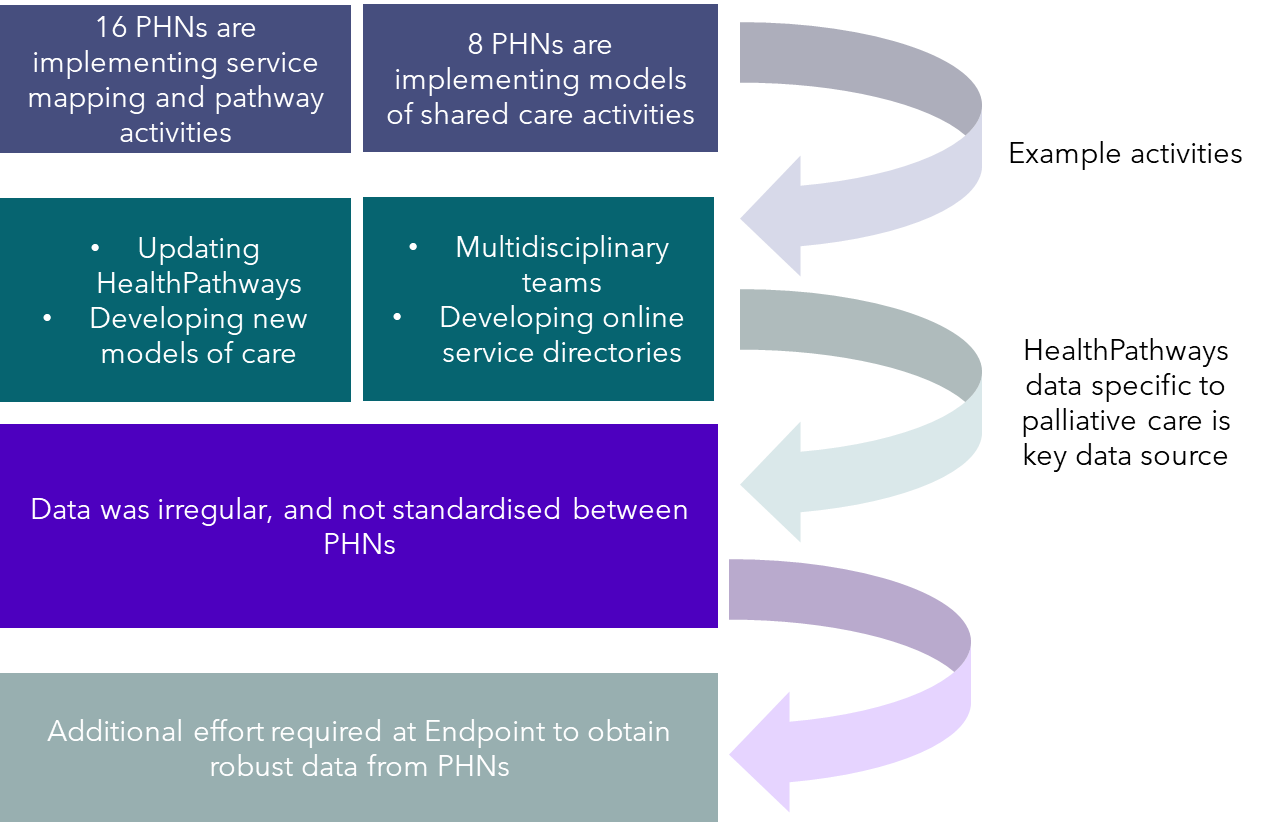 16 PHNs are
implementing service
mapping and pathway
activities
8 PHNs are
implementing models
of shared care activities
Example activities
• Updating
HealthPathways
• Developing new
models of care
• Multidisciplinary
teams
• Developing online
service directories
HealthPathways
data specific to
palliative care is
key data source
Data was irregular, and not standardised between
PHNs
Additional effort required at Endpoint to obtain
robust data from PHNs